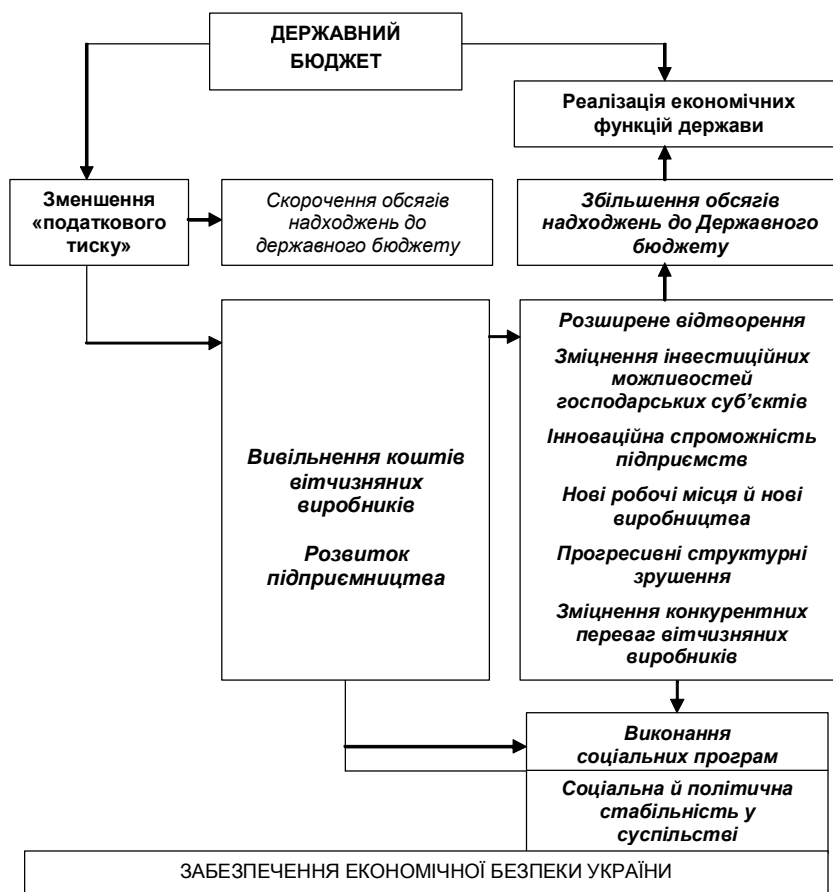 ДЕРЖАВНИЙ
БЮДЖЕТ
Реалізація економічних
функцій держави
Зменшення
«податкового
тиску»
Скорочення обсягів
надходжень до
державного бюджету
Збільшення обсягів
надходжень до Державного
бюджету
Вивільнення коштів
вітчизняних
виробників
Розвиток
підприємництва
Розширене відтворення
Зміцнення інвестиційних
можливостей
господарських суб’єктів
Інноваційна спроможність
підприємств
Нові робочі місця й нові
виробництва
Прогресивні структурні
зрушення
Зміцнення конкурентних
переваг вітчизняних
виробників
Виконання
соціальних програм
Соціальна й політична
стабільність у
суспільстві
ЗАБЕЗПЕЧЕННЯ ЕКОНОМІЧНОЇ БЕЗПЕКИ УКРАЇНИ